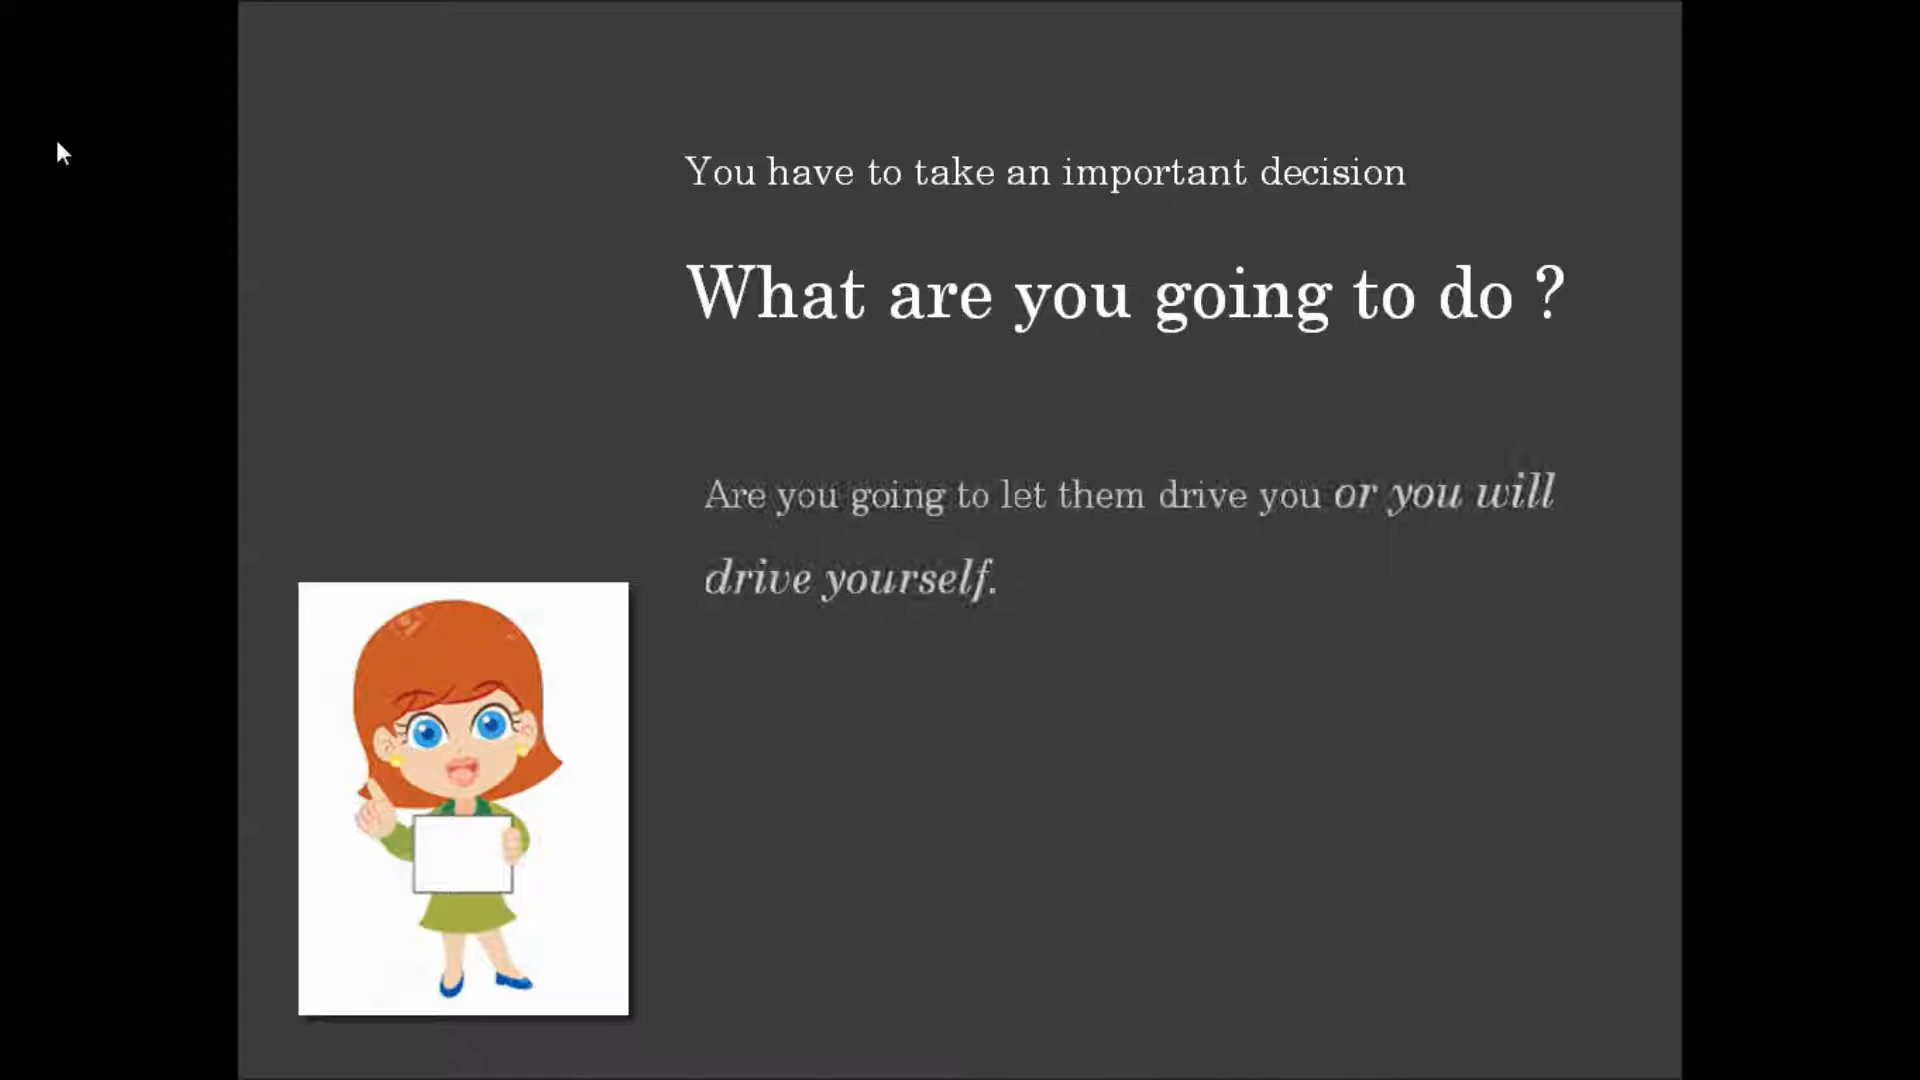 You have to take an important decision
What are you going to do ?
Are you going to let them drive you or you will
drive yourself.